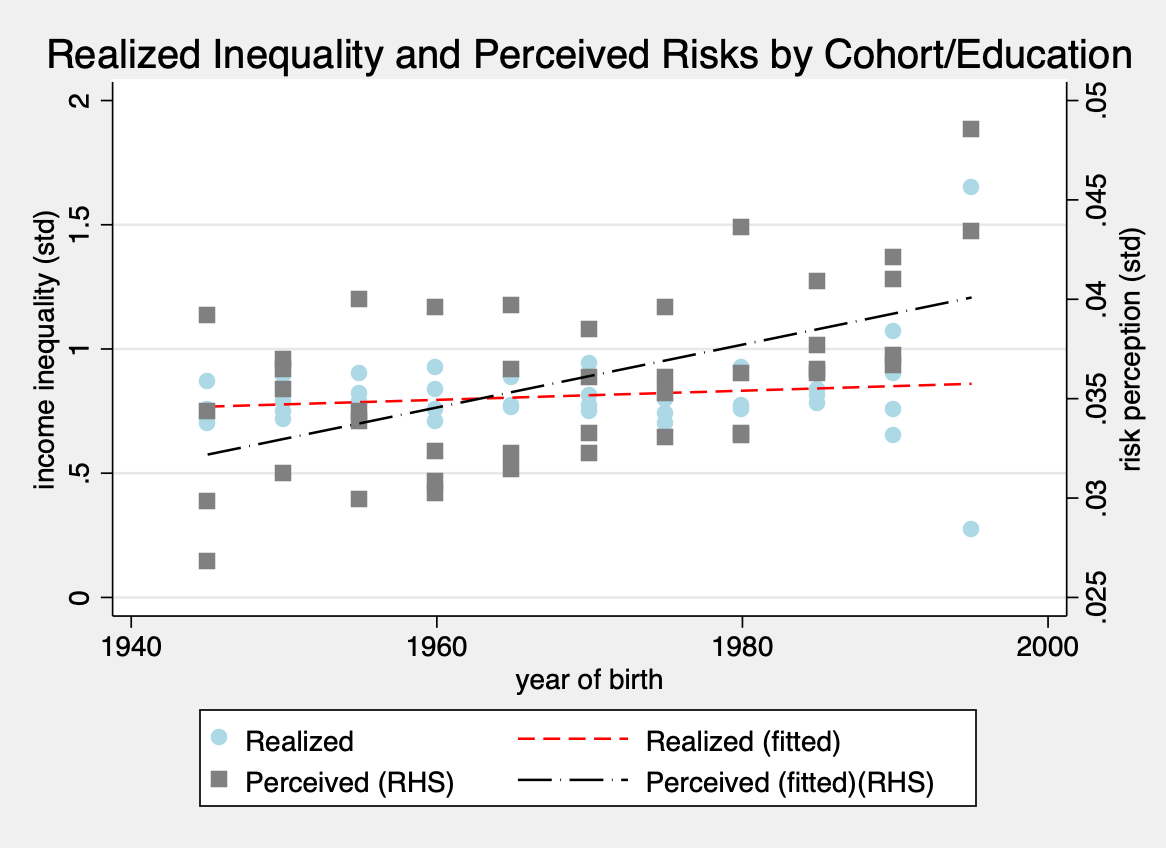 Realized Inequality and Perceived Risks by Cohort/Education
income inequality (std)
2
1.5
1
.5
0
.05
.045
.04
.035
.03
.025
risk perception (std)
1940
1960
1980
2000
year of birth
Realized
Realized (fitted)
Perceived (RHS)
Perceived (fitted)(RHS)